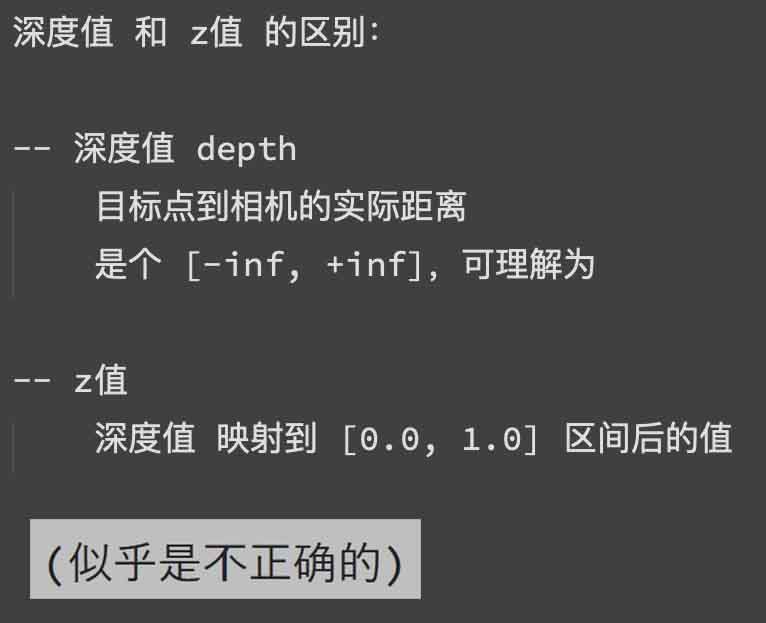 深度值 和 z值 的区别:
-- 深度值 depth
目标点到相机的实际距离
是个 [-inf, +inf], 可理解为
-- z值
深度值 映射到 [0.0, 1.0] 区间后的值
(似乎是不正确的)